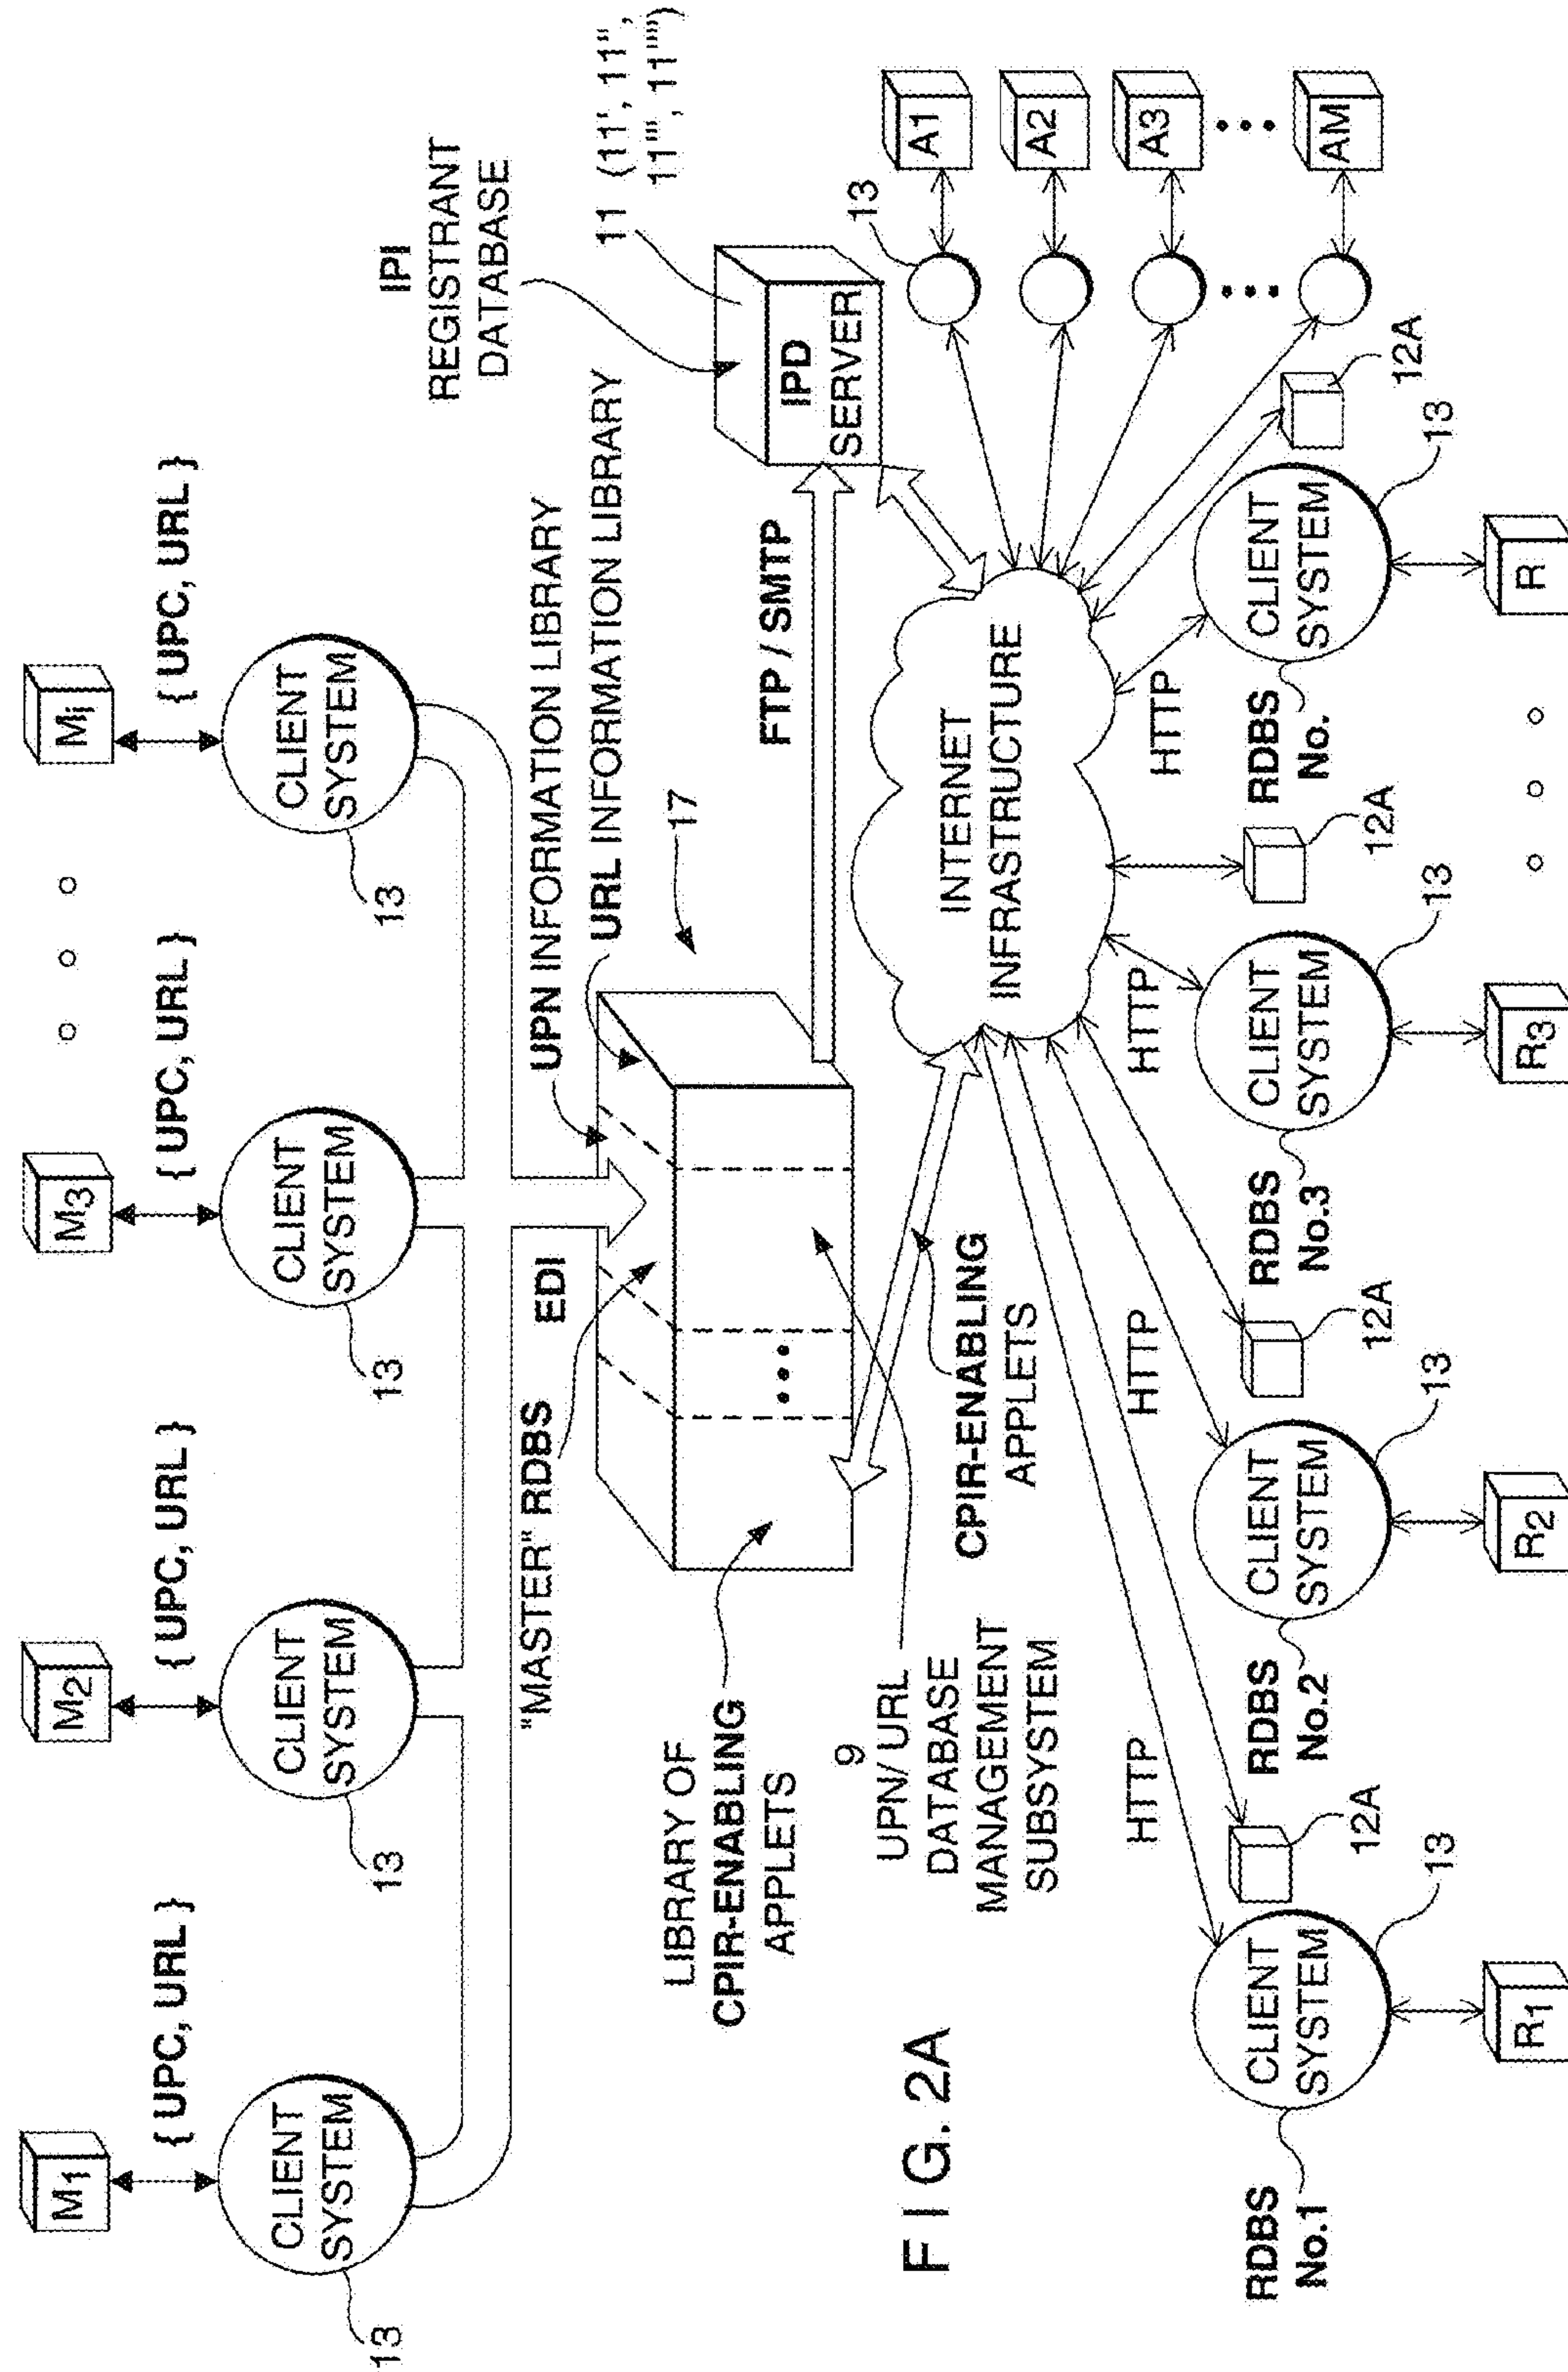 M1
M2
M3
Mi
{ UPC, URL }
{ UPC, URL }
{ UPC, URL }
{ UPC, URL }
CLIENT
SYSTEM
CLIENT
SYSTEM
CLIENT
SYSTEM
CLIENT
SYSTEM
13
13
13
13
"MASTER" RDBS
EDI
UPN INFORMATION LIBRARY
URL INFORMATION LIBRARY
IPI
REGISTRANT
DATABASE
11 (11', 11'',
11''', 11'''')
17
FTP / SMTP
IPD
SERVER
LIBRARY OF
CPIR-ENABLING
APPLETS
9
UPN/ URL
DATABASE
MANAGEMENT
SUBSYSTEM
CPIR-ENABLING
APPLETS
INTERNET
INFRASTRUCTURE
13
A1
A2
A3
AM
FIG. 2A
HTTP
HTTP
HTTP
HTTP
RDBS
No.1
CLIENT
SYSTEM
13
12A
RDBS
No.2
CLIENT
SYSTEM
13
12A
RDBS
No.3
CLIENT
SYSTEM
13
12A
RDBS
No.
CLIENT
SYSTEM
13
12A
R1
R2
R3
R